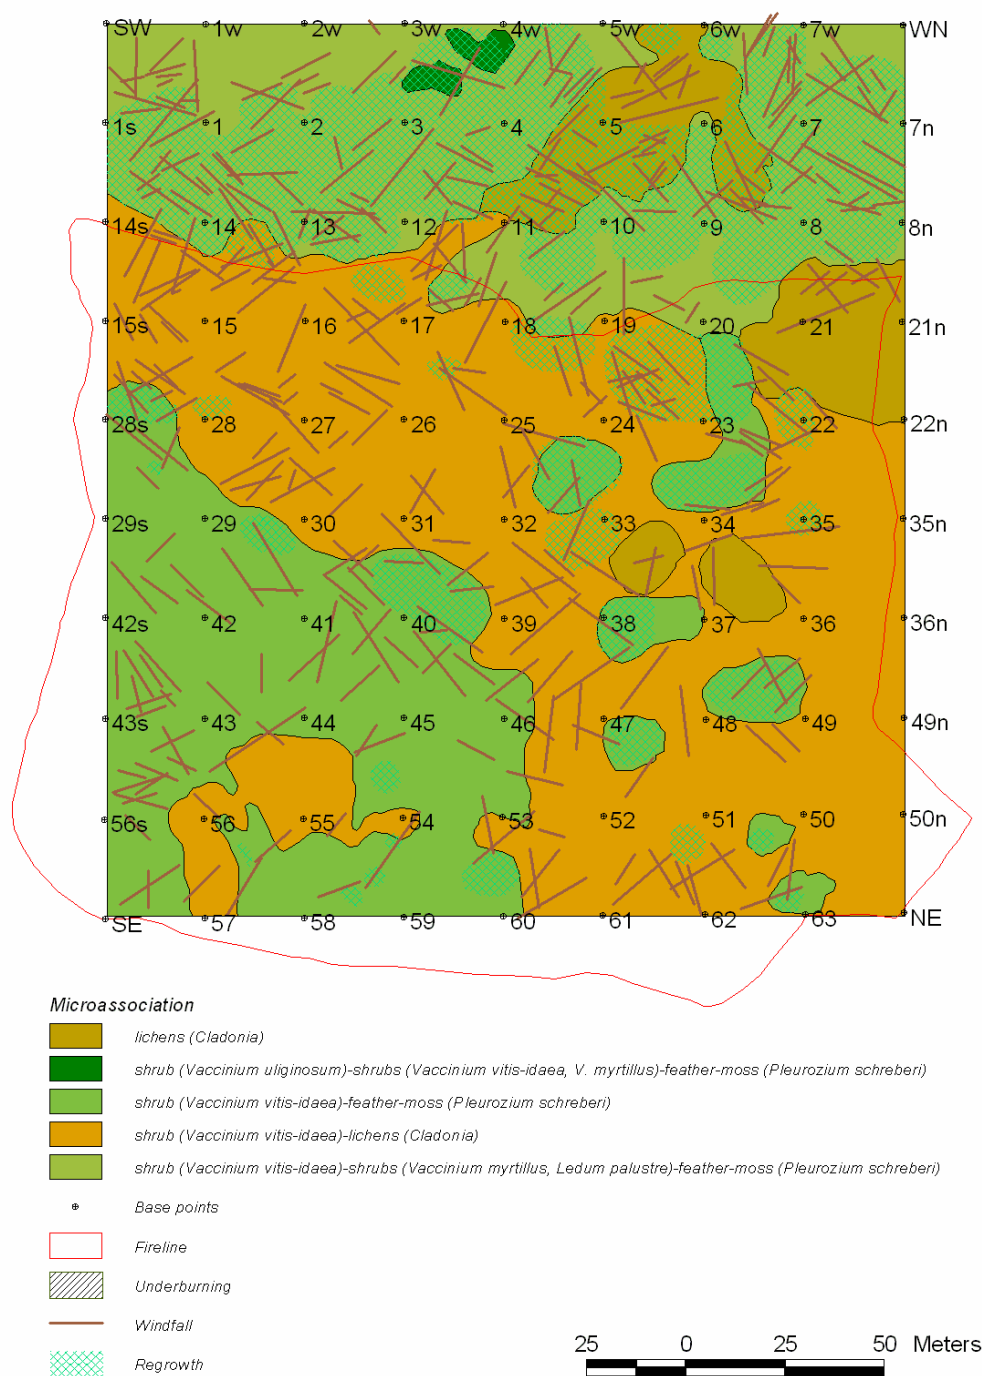 SW 1w 2w 3w 4w 5w 6w 7w WN
1s 1 2 3 4 5 6 7 7n
14s 14 13 12 11 10 9 8 8n
15s 15 16 17 18 19 20 21 21n
28s 28 27 26 25 24 23 22 22n
29s 29 30 31 32 33 34 35 35n
42s 42 41 40 39 38 37 36 36n
43s 43 44 45 46 47 48 49 49n
56s 56 55 54 53 52 51 50 50n
SE 57 58 59 60 61 62 63 NE
Microassociation
lichens (Cladonia)
shrub (Vaccinium uliginosum)-shrubs (Vaccinium vitis-idaea, V. myrtillus)-feather-moss (Pleurozium schreberi)
shrub (Vaccinium vitis-idaea)-feather-moss (Pleurozium schreberi)
shrub (Vaccinium vitis-idaea)-lichens (Cladonia)
shrub (Vaccinium vitis-idaea)-shrubs (Vaccinium myrtillus, Ledum palustre)-feather-moss (Pleurozium schreberi)
Base points
Fireline
Underburning
Windfall
Regrowth
25 0 25 50 Meters